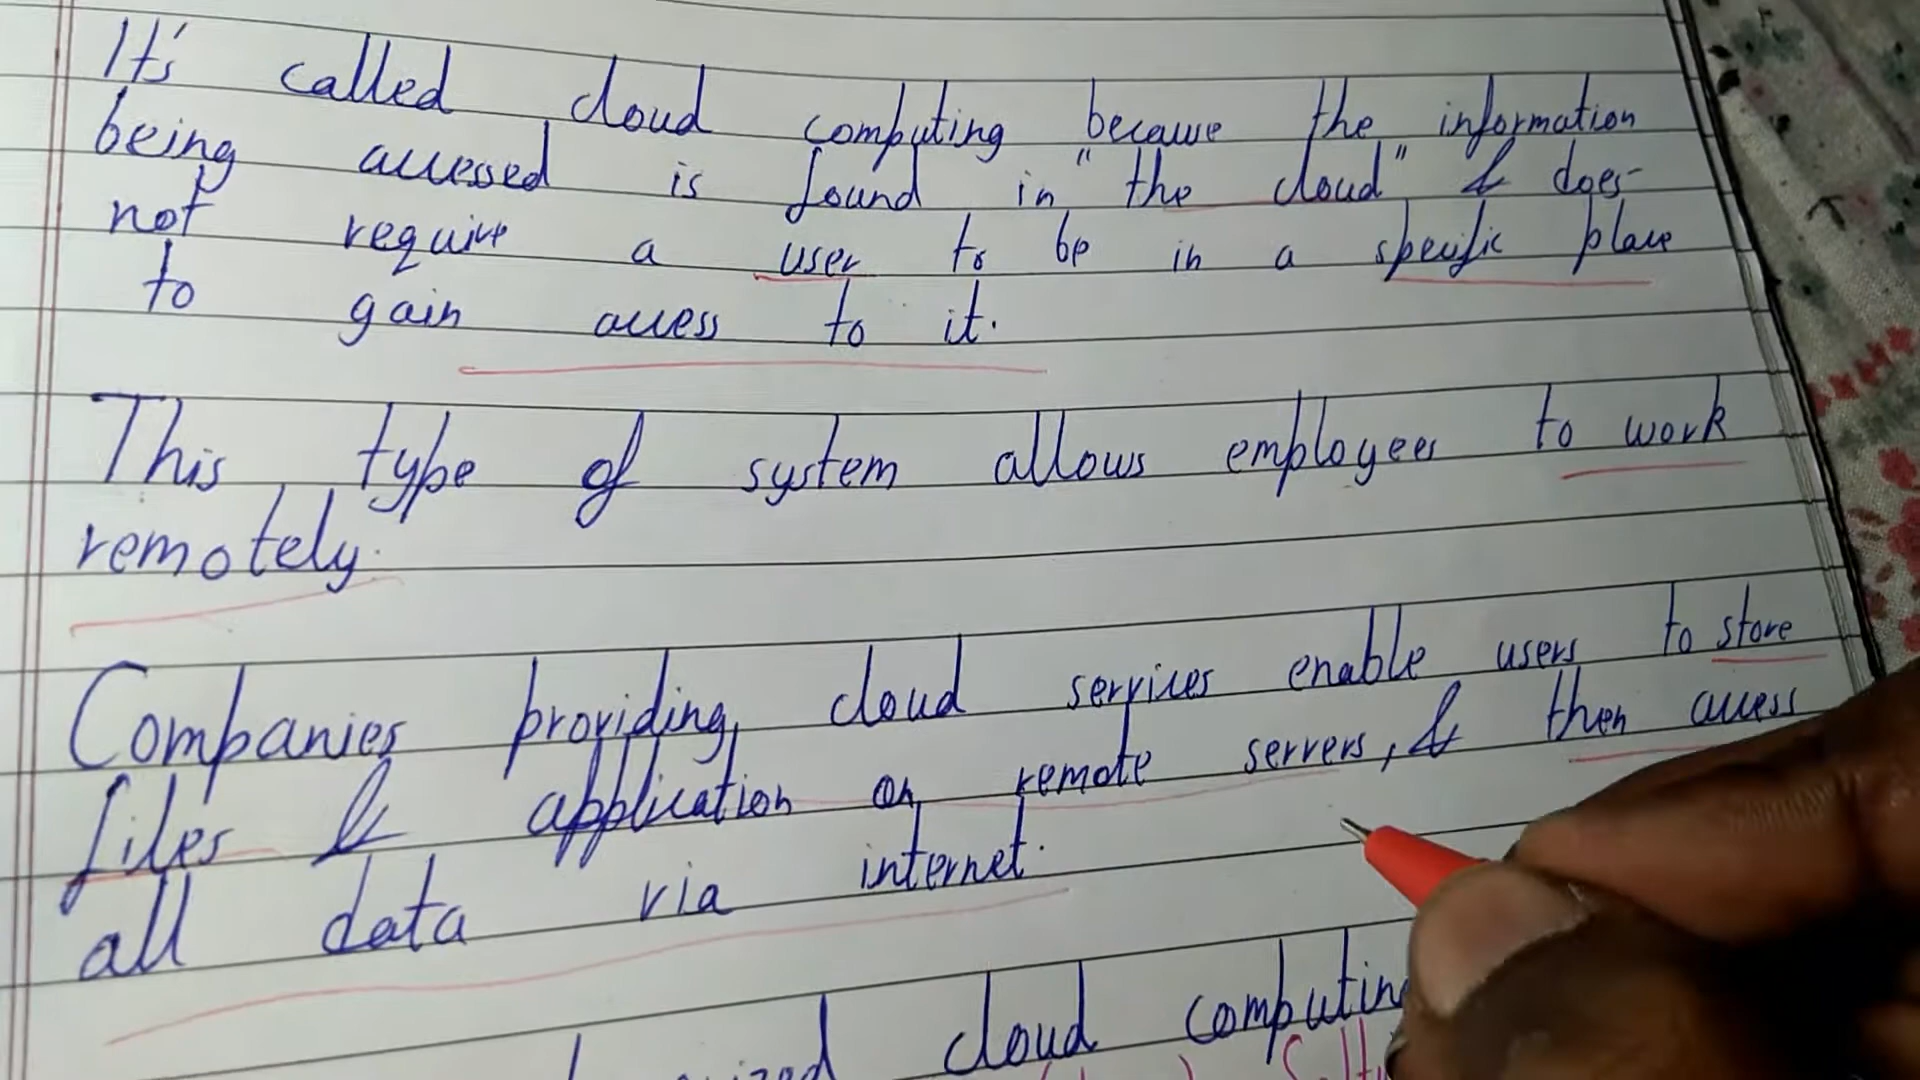 It's called cloud computing because the information
being accessed is found in "the cloud" & does
not require a user to be in a specific place
to gain access to it.
This type of system allows employees to work
remotely.
Companies providing cloud services enable users to store
files & application on remote servers, & then access
all data via internet.
cloud computing